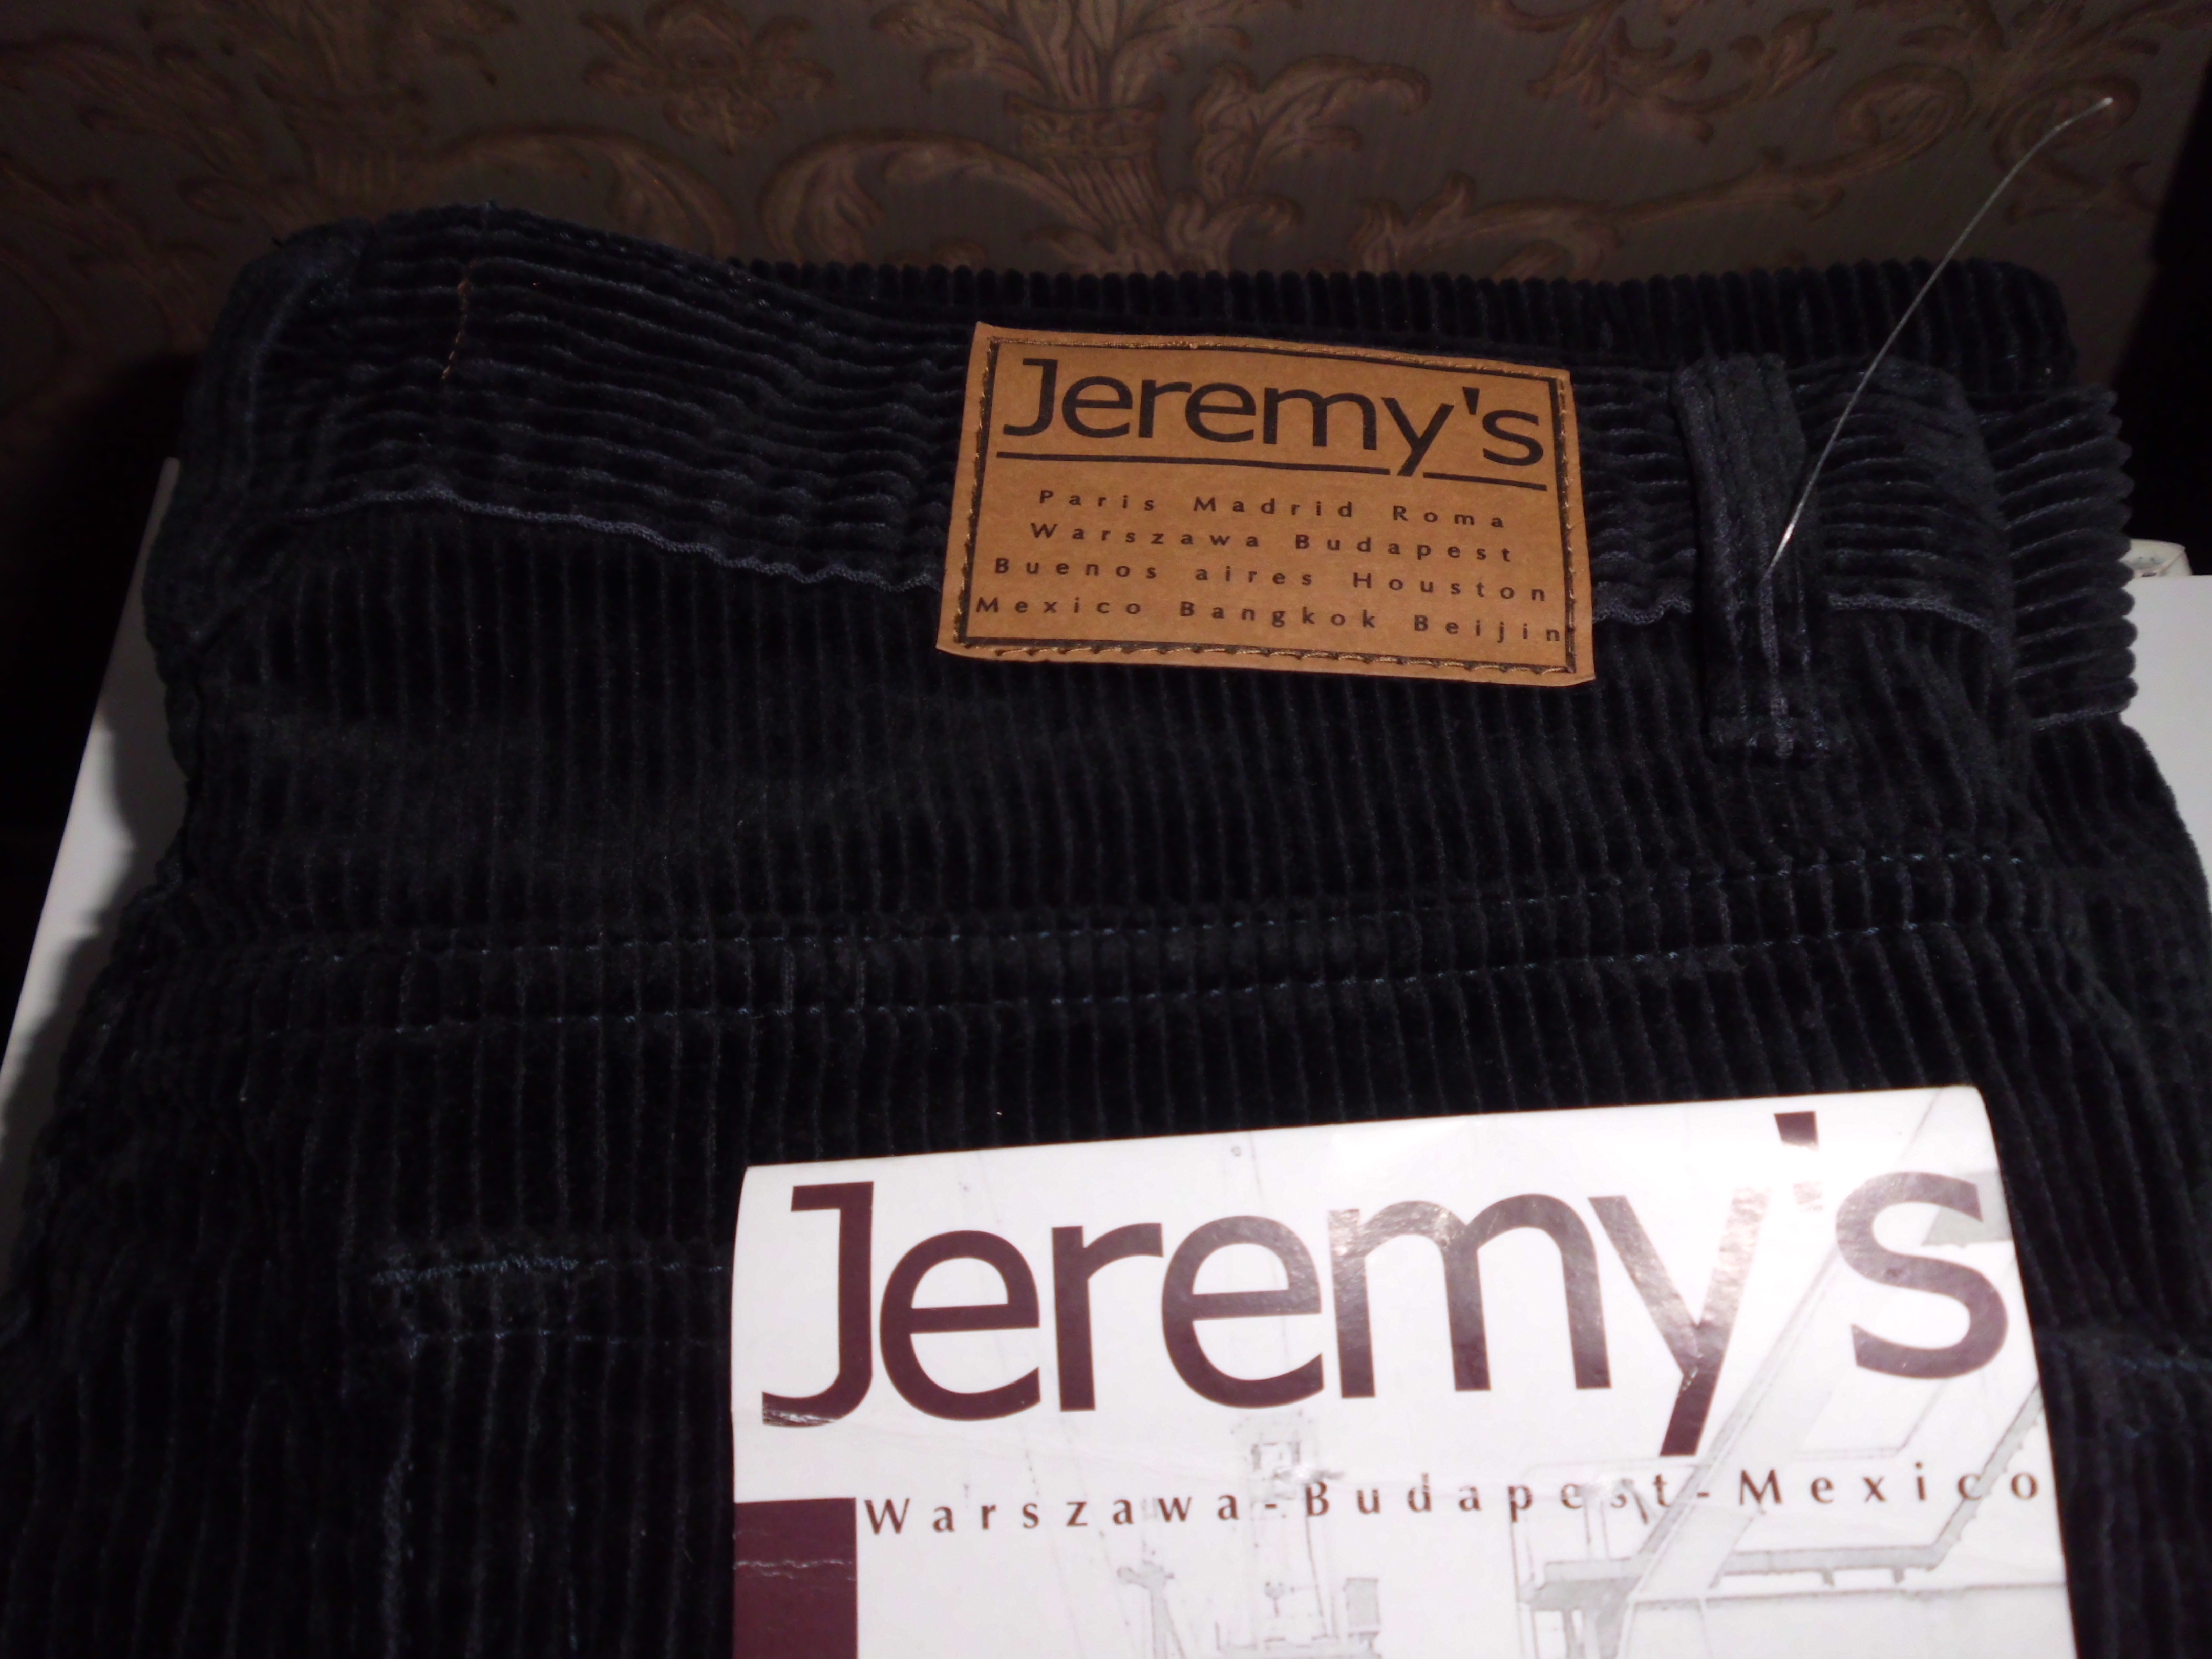 Jeremy's
Paris Madrid Roma
Warszawa Budapest
Buenos aires Houston
Mexico Bangkok Beijin
Jeremy's
Warszawa-Budapest-Mexico